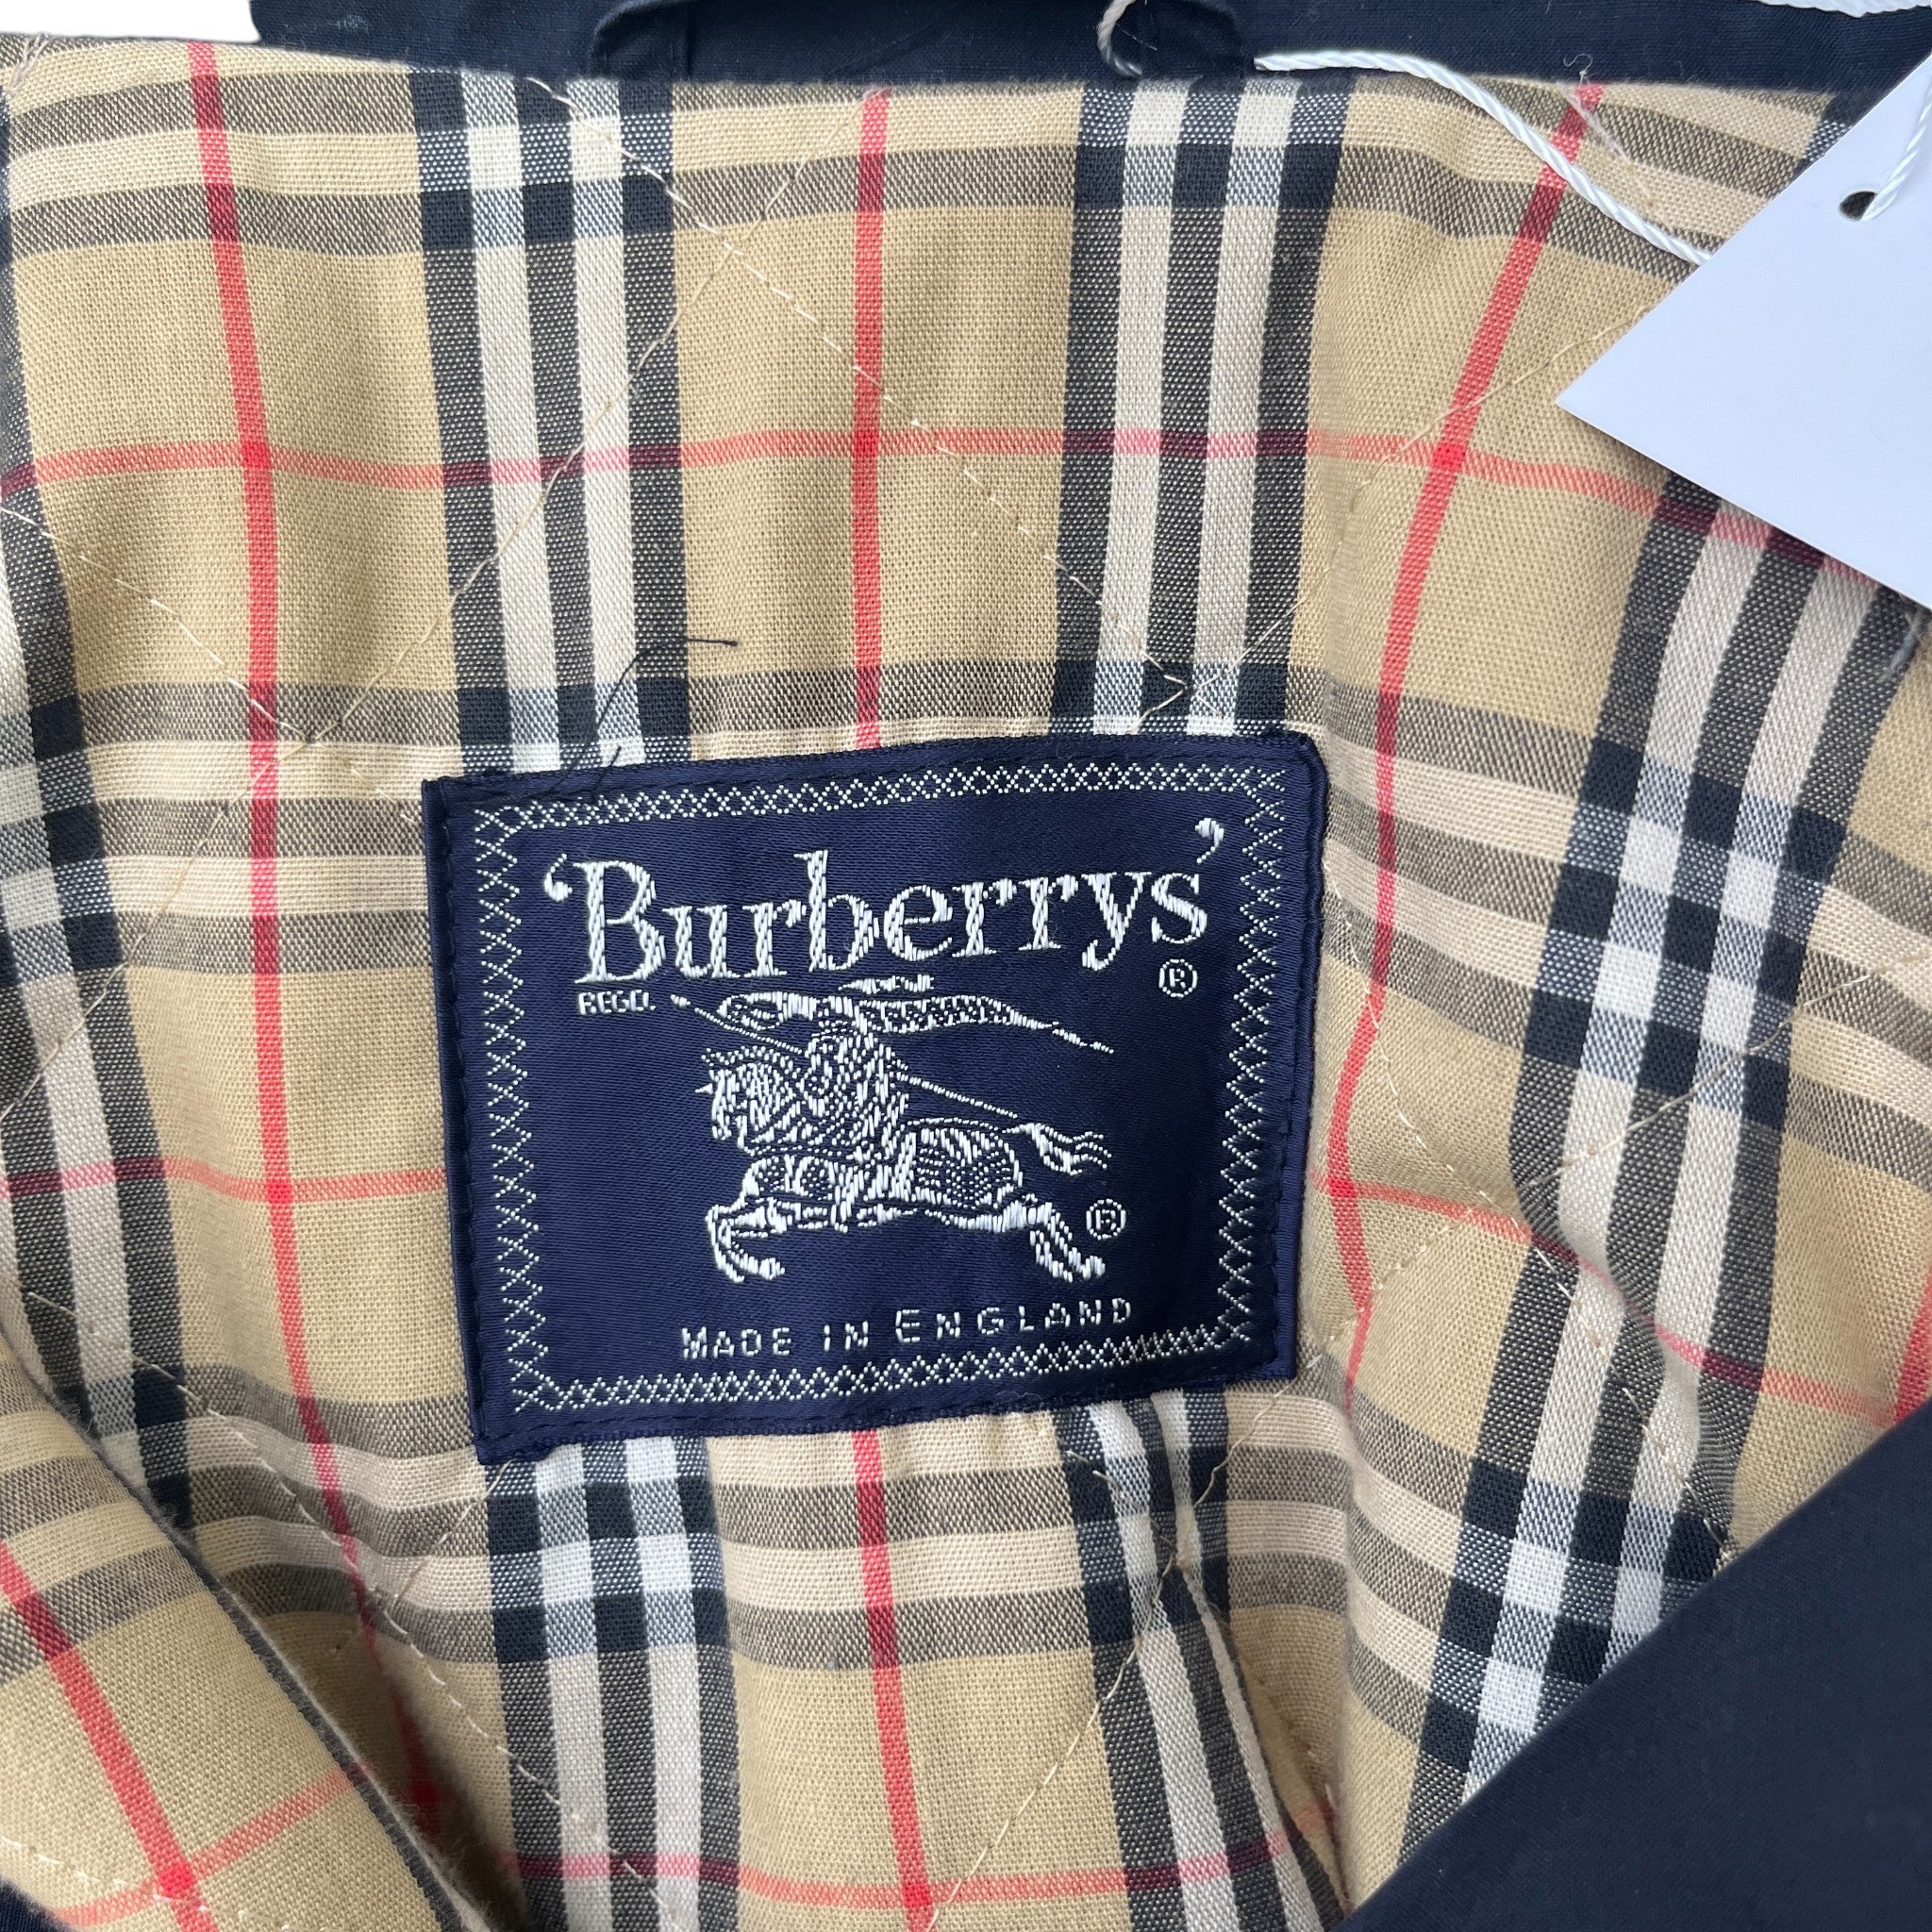 ‘Burberrys’
REGD. ®
®
MADE IN ENGLAND